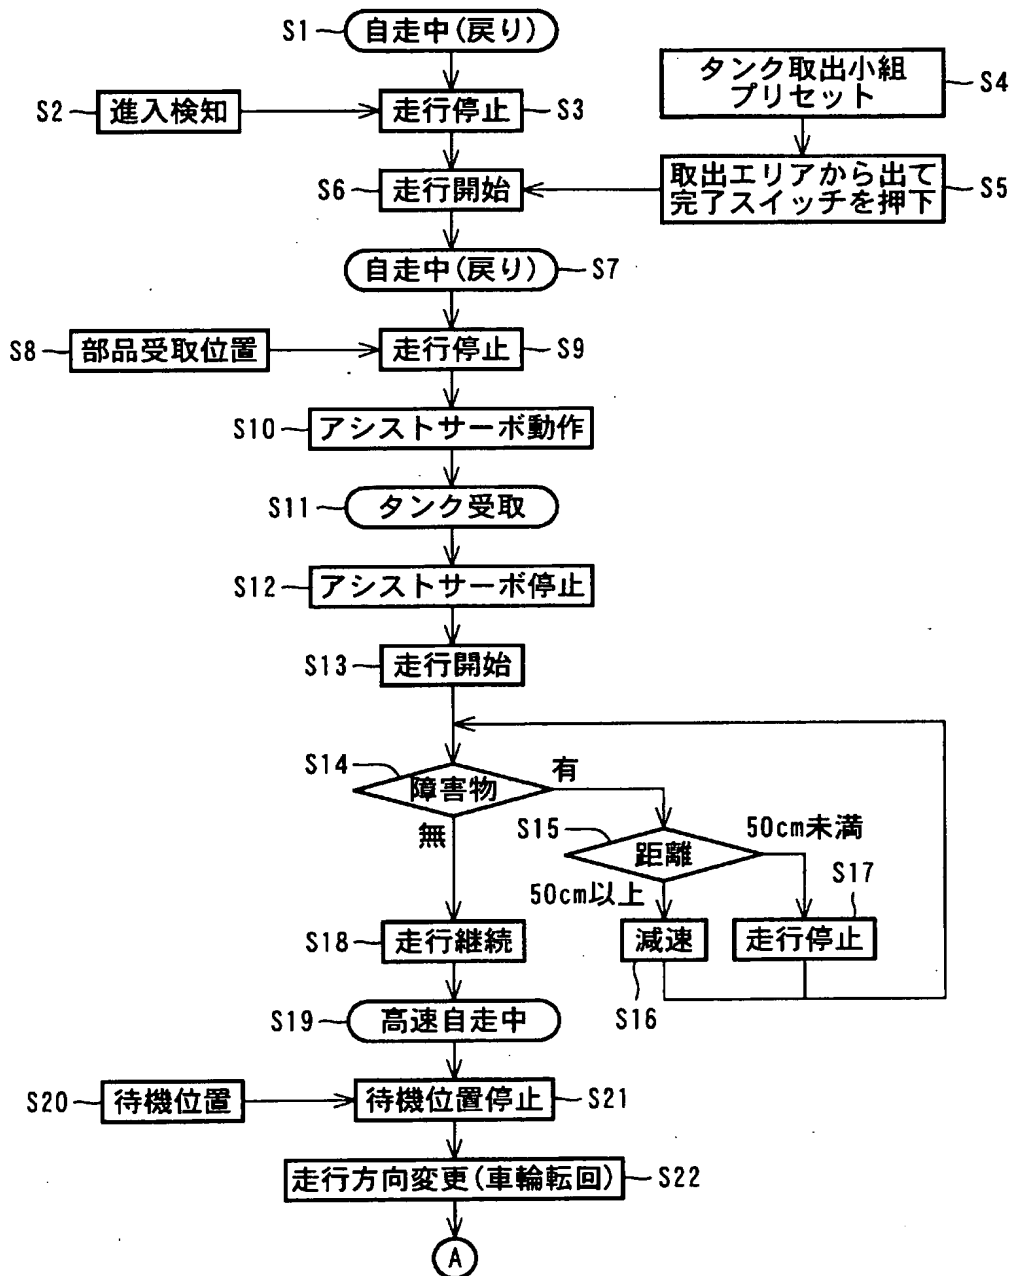 S1
自走中(戻り)
タンク取出小組
プリセット
S4
S2
進入検知
走行停止
S3
取出エリアから出て
完了スイッチを押下
S5
S6
走行開始
自走中(戻り)
S7
S8
部品受取位置
走行停止
S9
S10
アシストサーボ動作
S11
タンク受取
S12
アシストサーボ停止
S13
走行開始
S14
障害物
有
無
S15
距離
50cm未満
50cm以上
S17
S18
走行継続
減速
走行停止
S16
S19
高速自走中
S20
待機位置
待機位置停止
S21
走行方向変更(車輪転回)
S22
A